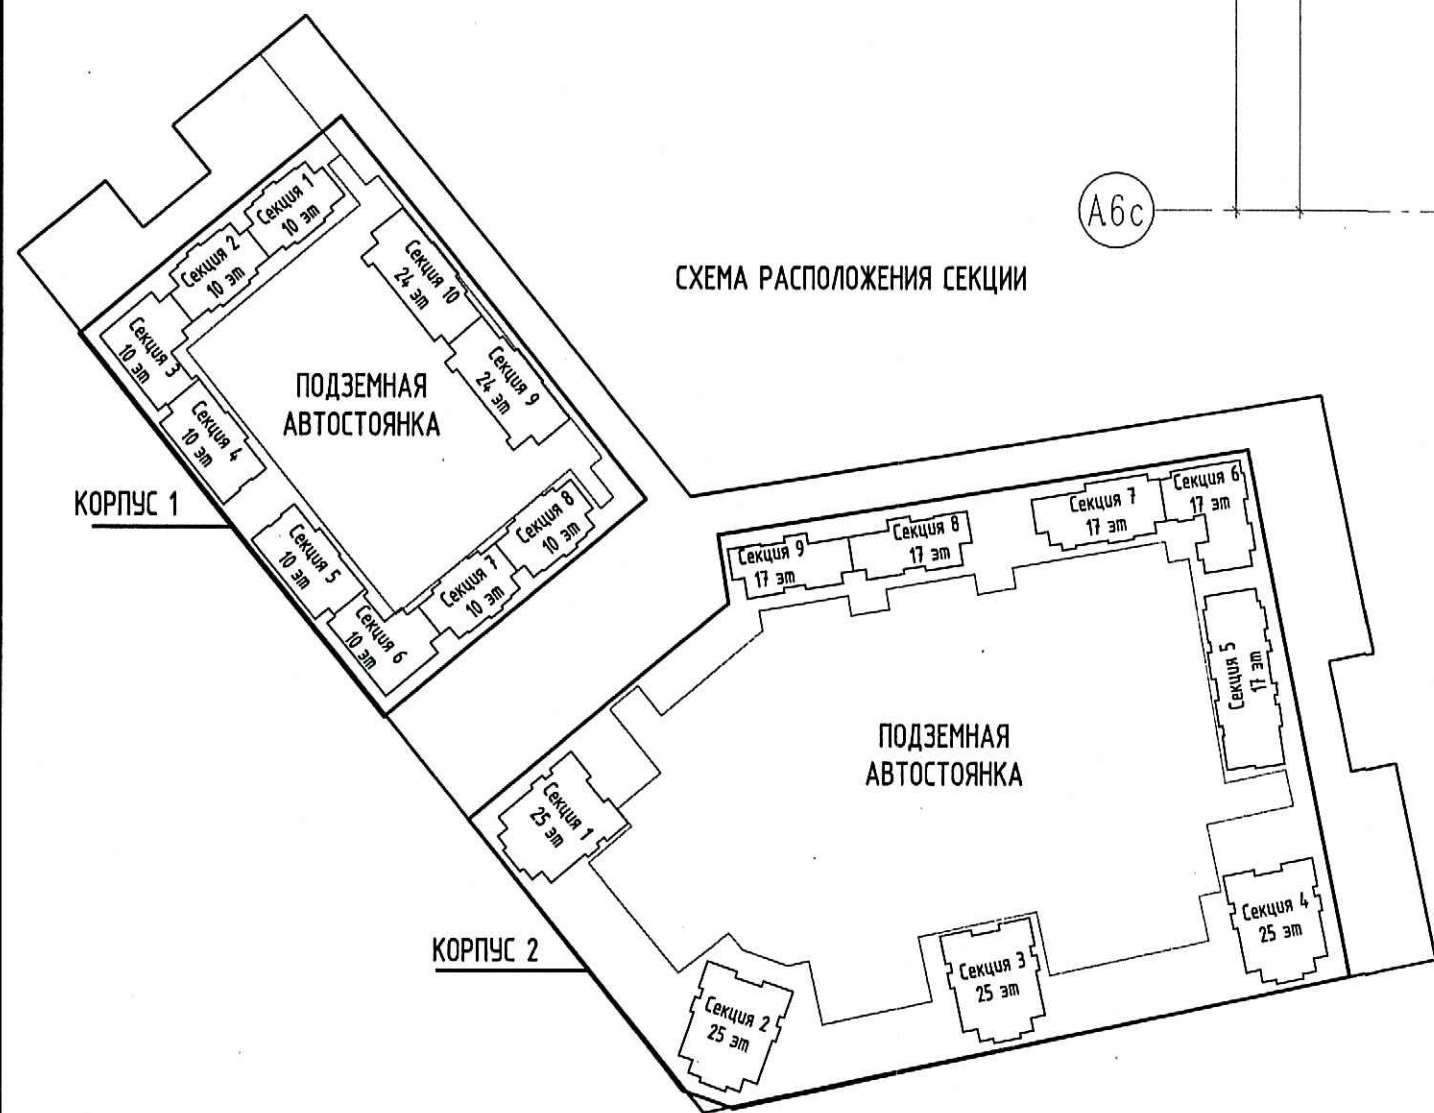 А6с
СХЕМА РАСПОЛОЖЕНИЯ СЕКЦИИ
Секция 1
10 эт
Секция 2
10 эт
Секция 3
10 эт
Секция 4
10 эт
Секция 5
10 эт
Секция 6
10 эт
Секция 7
10 эт
Секция 8
10 эт
Секция 9
24 эт
Секция 10
24 эт
ПОДЗЕМНАЯ
АВТОСТОЯНКА
КОРПУС 1
Секция 9
17 эт
Секция 8
17 эт
Секция 7
17 эт
Секция 6
17 эт
Секция 5
17 эт
ПОДЗЕМНАЯ
АВТОСТОЯНКА
Секция 1
25 эт
Секция 2
25 эт
Секция 3
25 эт
Секция 4
25 эт
КОРПУС 2